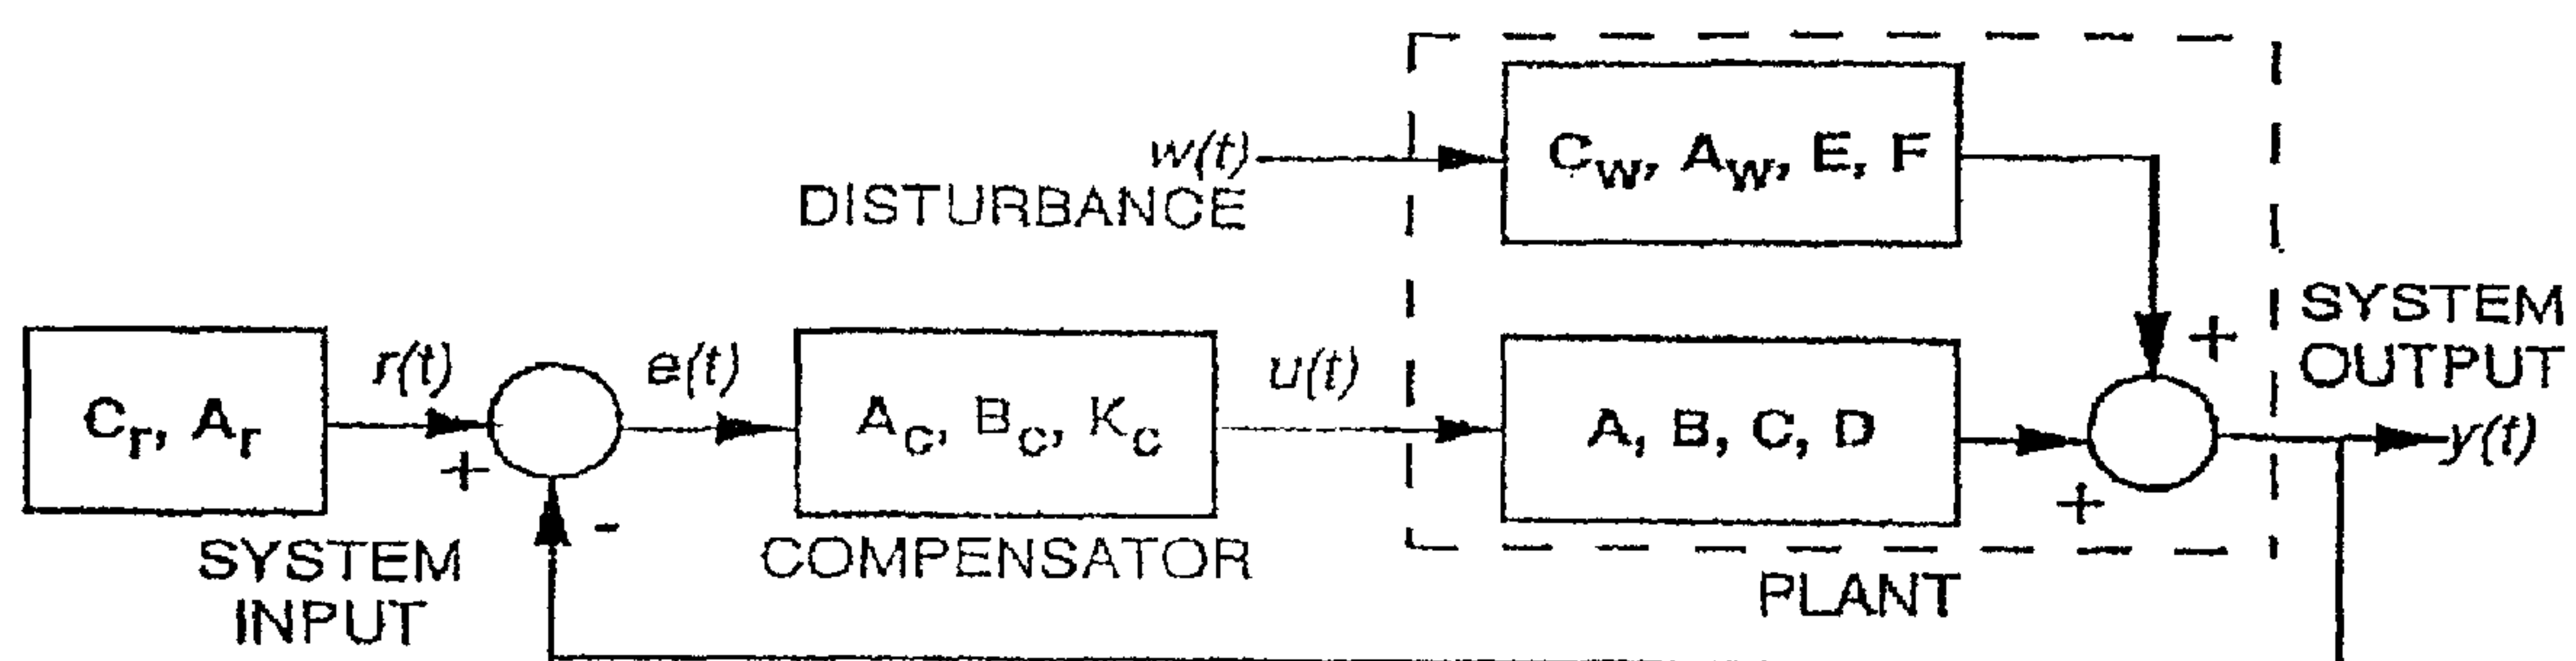 w(t)
DISTURBANCE
Cw, Aw, E, F
+
SYSTEM
OUTPUT
Cr, Ar
r(t)
+
e(t)
-
Ac, Bc, Kc
u(t)
A, B, C, D
+
y(t)
SYSTEM
INPUT
COMPENSATOR
PLANT